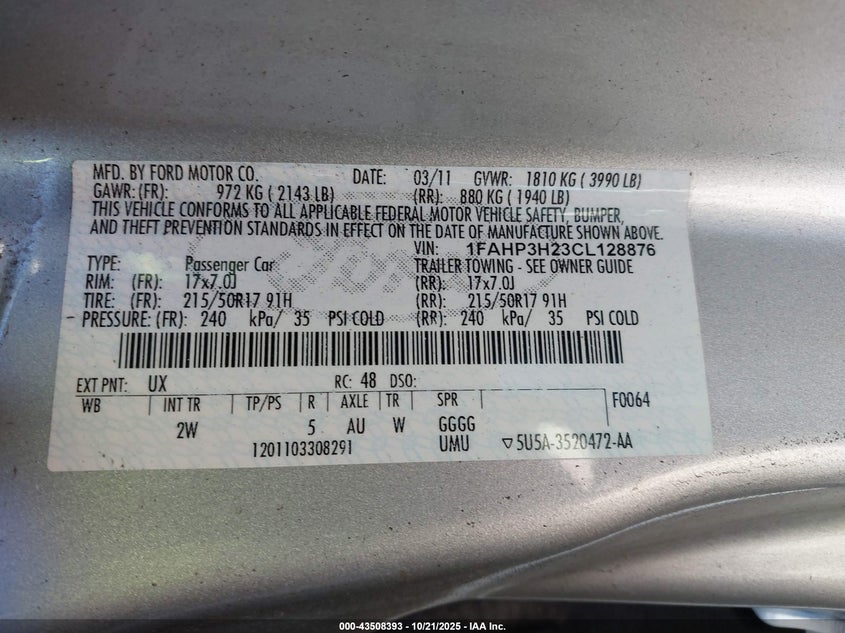 MFD. BY FORD MOTOR CO. DATE: 03/11 GVWR: 1810 KG ( 3990 LB)
GAWR: (FR): 972 KG ( 2143 LB) (RR): 880 KG ( 1940 LB)
THIS VEHICLE CONFORMS TO ALL APPLICABLE FEDERAL MOTOR VEHICLE SAFETY, BUMPER,
AND THEFT PREVENTION STANDARDS IN EFFECT ON THE DATE OF MANUFACTURE SHOWN ABOVE.
VIN: 1FAHP3H23CL128876
TYPE: Passenger Car TRAILER TOWING - SEE OWNER GUIDE
RIM: (FR): 17x7.0J (RR): 17x7.0J
TIRE: (FR): 215/50R17 91H (RR): 215/50R17 91H
PRESSURE: (FR): 240 kPa/ 35 PSI COLD (RR): 240 kPa/ 35 PSI COLD
EXT PNT: UX RC: 48 DSO:
WB INT TR TP/PS R AXLE TR SPR F0064
2W 5 AU W GGGG
1201103308291 UMU ▽5U5A-3520472-AA
000-43508393 - 10/21/2025 - IAA Inc.